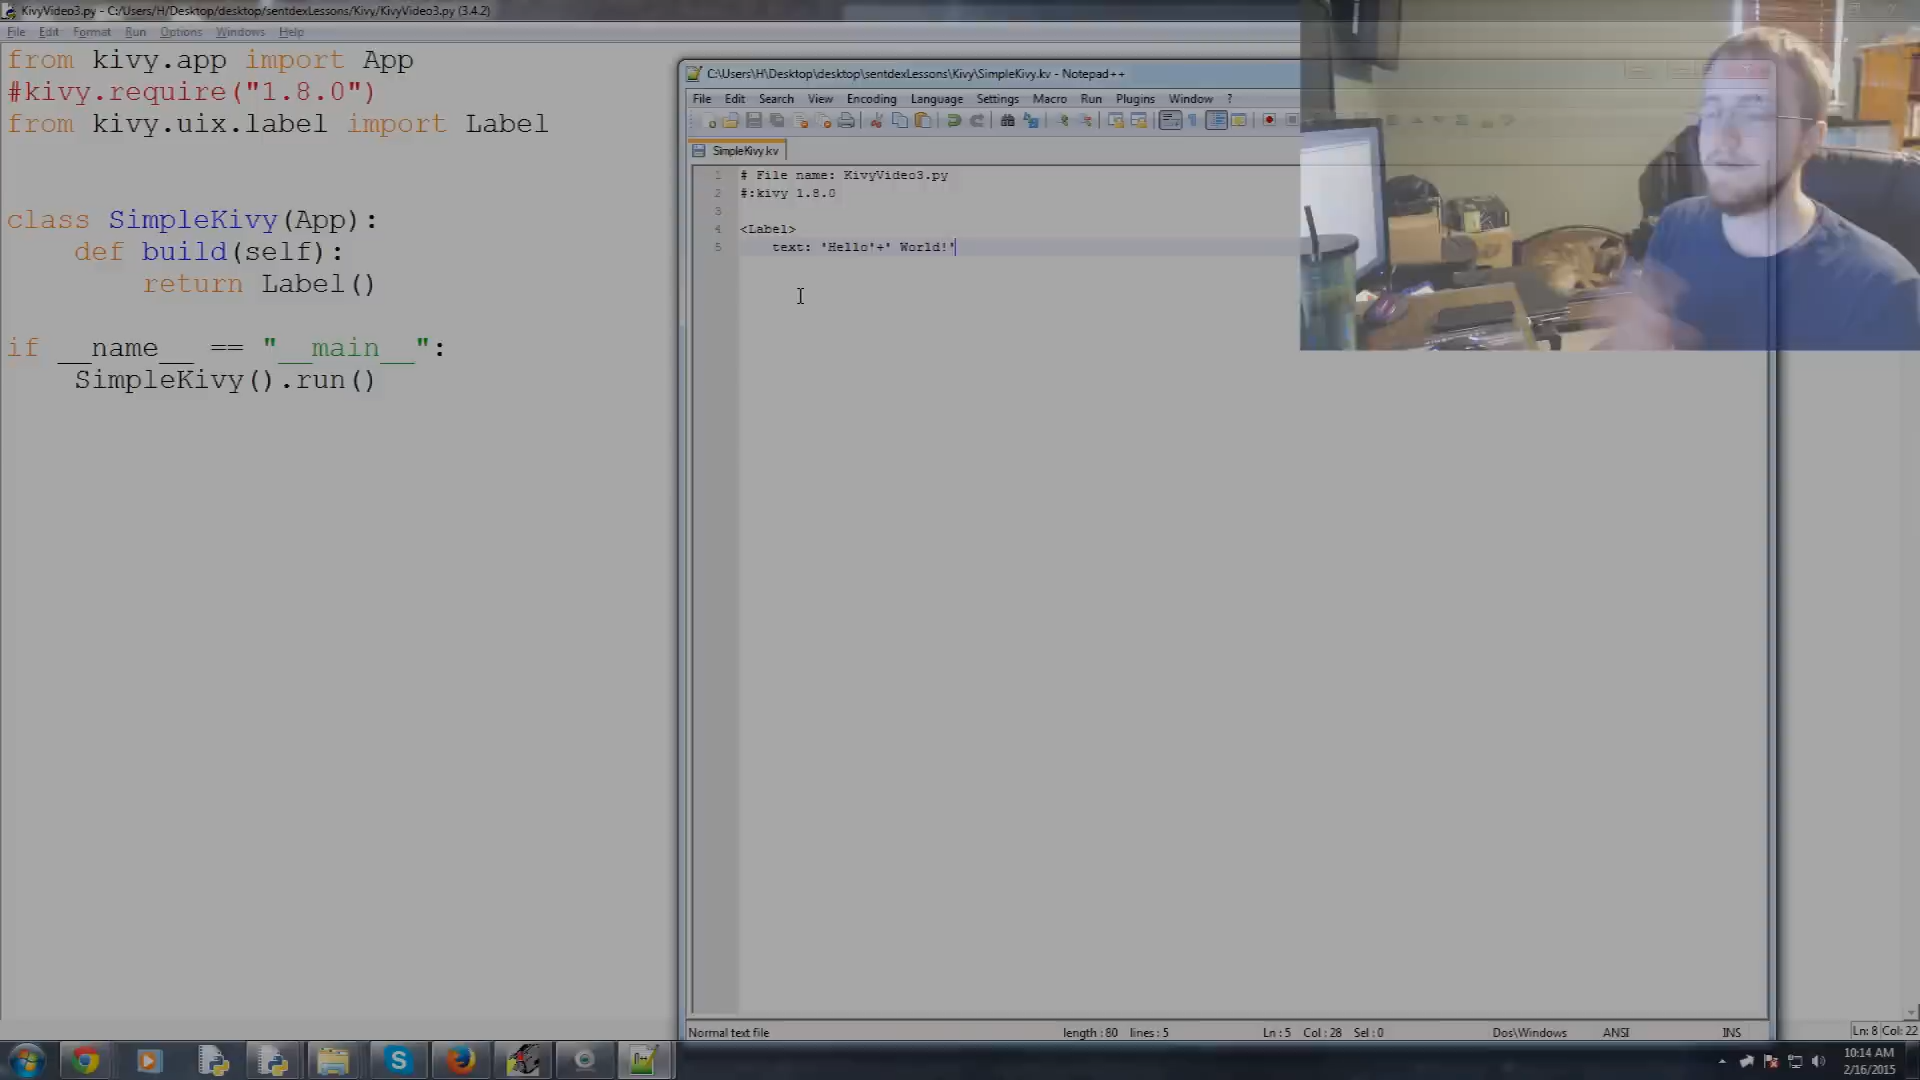 KivyVideo3.py - C:/Users/H/Desktop/desktop/sentdexLessons/Kivy/KivyVideo3.py (3.4.2)
File Edit Format Run Options Windows Help
from kivy.app import App
#kivy.require("1.8.0")
from kivy.uix.label import Label
class SimpleKivy(App):
def build(self):
return Label()
if __name__ == "__main__":
SimpleKivy().run()
C:\Users\H\Desktop\desktop\sentdexLessons\Kivy\SimpleKivy.kv - Notepad++
File Edit Search View Encoding Language Settings Macro Run Plugins Window ?
SimpleKivy.kv
1 # File name: KivyVideo3.py
2 #:kivy 1.8.0
3
4 <Label>
5 text: 'Hello'+' World!'
Normal text file length : 80 lines : 5 Ln : 5 Col : 28 Sel : 0 Dos\Windows ANSI INS
Ln: 8 Col: 22
10:14 AM
2/16/2015